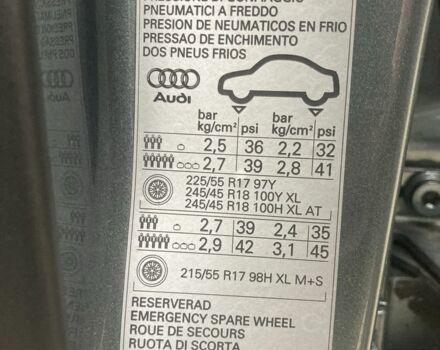 PRESSIONE DI GONFIAGGIO
PNEUMATICI A FREDDO
PRESION DE NEUMATICOS EN FRIO
PRESSAO DE ENCHIMENTO
DOS PNEUS FRIOS
Audi
bar kg/cm² psi bar kg/cm² psi
2,5 36 2,2 32
2,7 39 2,8 41
225/55 R17 97Y
245/45 R18 100Y XL
245/45 R18 100H XL AT
2,7 39 2,4 35
2,9 42 3,1 45
215/55 R17 98H XL M+S
RESERVERAD
EMERGENCY SPARE WHEEL
ROUE DE SECOURS
RUOTA DI SCORTA